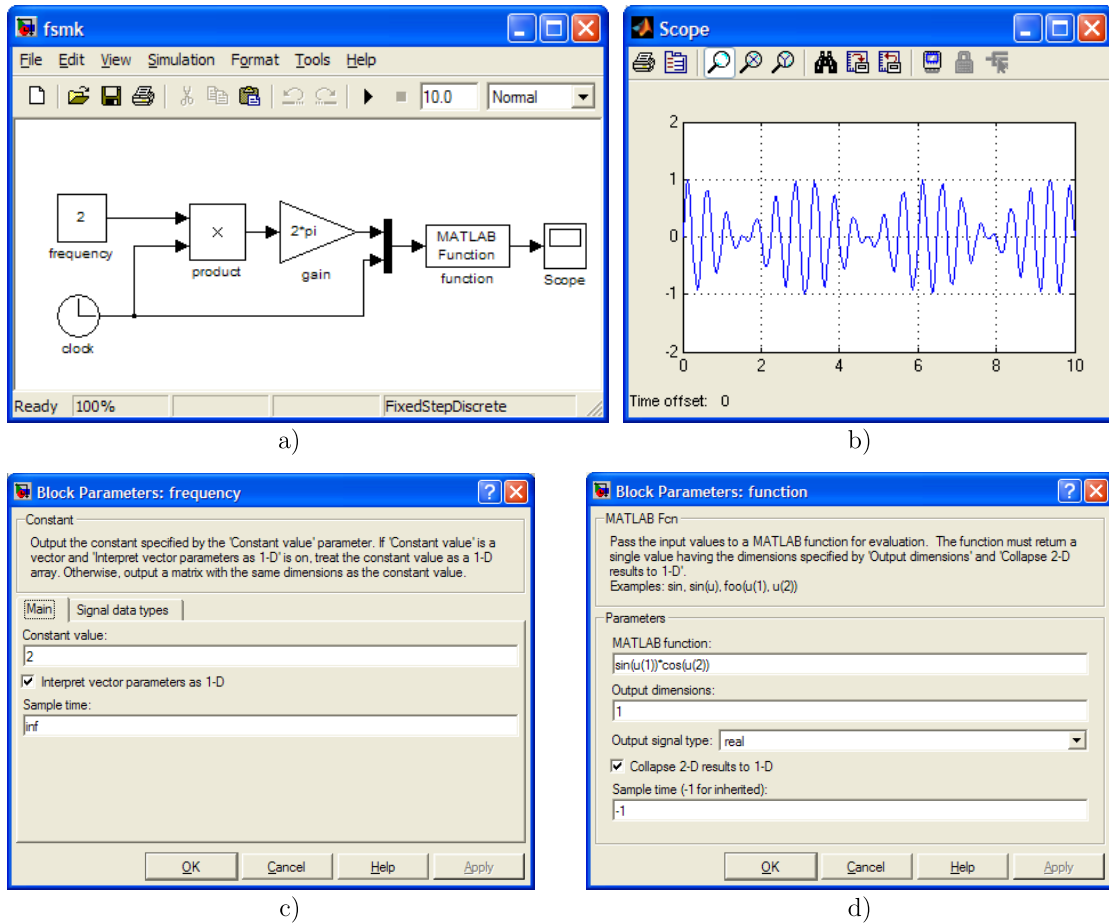 fsmk
File Edit View Simulation Format Tools Help
10.0 Normal
2
frequency
×
product
2*pi
gain
MATLAB
Function
function
Scope
clock
Ready 100% FixedStepDiscrete
a)
Scope
2
1
0
-1
-2
0 2 4 6 8 10
Time offset: 0
b)
Block Parameters: frequency
Constant
Output the constant specified by the 'Constant value' parameter. If 'Constant value' is a
vector and 'Interpret vector parameters as 1-D' is on, treat the constant value as a 1-D
array. Otherwise, output a matrix with the same dimensions as the constant value.
Main Signal data types
Constant value:
2
Interpret vector parameters as 1-D
Sample time:
inf
OK Cancel Help Apply
c)
Block Parameters: function
MATLAB Fcn
Pass the input values to a MATLAB function for evaluation. The function must return a
single value having the dimensions specified by 'Output dimensions' and 'Collapse 2-D
results to 1-D'.
Examples: sin, sin(u), foo(u(1), u(2))
Parameters
MATLAB function:
sin(u(1))*cos(u(2))
Output dimensions:
1
Output signal type: real
Collapse 2-D results to 1-D
Sample time (-1 for inherited):
-1
OK Cancel Help Apply
d)